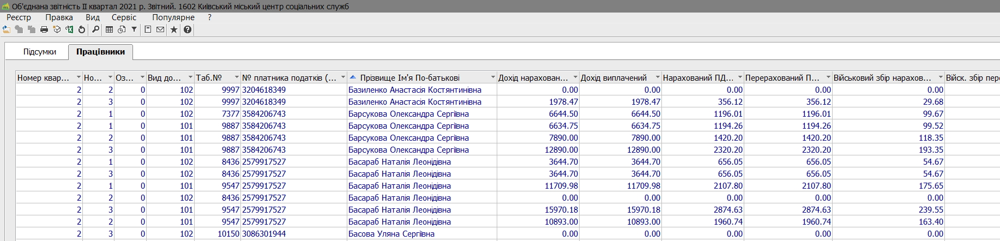 Об'єднана звітність II квартал 2021 р. Звітний. 1602 Київський міський центр соціальних служб
Реєстр Правка Вид Сервіс Популярне ?
Підсумки Працівники
Номер квар... Но... Оз... Вид до... Таб.№ № платника податків (... Прізвище Ім'я По-батькові Дохід нарахован... Дохід виплачений Нарахований ПД... Перерахований П... Військовий збір нарахов... Військ. збір пер
2 2 0 102 9997 3204618349 Базиленко Анастасія Костянтинівна 0.00 0.00 0.00 0.00 0.00
2 3 0 102 9997 3204618349 Базиленко Анастасія Костянтинівна 1978.47 1978.47 356.12 356.12 29.68
2 1 0 102 7377 3584206743 Барсукова Олександра Сергіївна 6644.50 6644.50 1196.01 1196.01 99.67
2 1 0 101 9887 3584206743 Барсукова Олександра Сергіївна 6634.75 6634.75 1194.26 1194.26 99.52
2 2 0 101 9887 3584206743 Барсукова Олександра Сергіївна 7890.00 7890.00 1420.20 1420.20 118.35
2 3 0 101 9887 3584206743 Барсукова Олександра Сергіївна 12890.00 12890.00 2320.20 2320.20 193.35
2 1 0 102 8436 2579917527 Басараб Наталія Леонідівна 3644.70 3644.70 656.05 656.05 54.67
2 3 0 102 8436 2579917527 Басараб Наталія Леонідівна 3644.70 3644.70 656.05 656.05 54.67
2 1 0 101 9547 2579917527 Басараб Наталія Леонідівна 11709.98 11709.98 2107.80 2107.80 175.65
2 2 0 102 8436 2579917527 Басараб Наталія Леонідівна 0.00 0.00 0.00 0.00 0.00
2 3 0 101 9547 2579917527 Басараб Наталія Леонідівна 15970.18 15970.18 2874.63 2874.63 239.55
2 2 0 101 9547 2579917527 Басараб Наталія Леонідівна 10893.00 10893.00 1960.74 1960.74 163.40
2 3 0 102 10150 3086301944 Басова Уляна Сергіївна 0.00 0.00 0.00 0.00 0.00